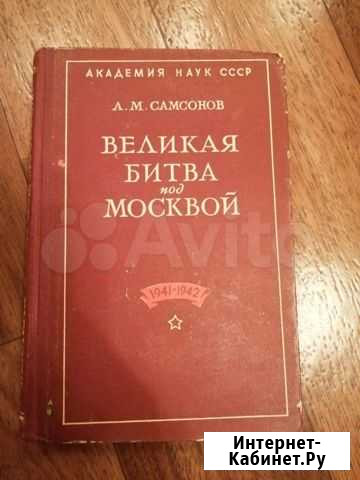 АКАДЕМИЯ НАУК СССР
А.М.САМСОНОВ
ВЕЛИКАЯ
БИТВА
под
МОСКВОЙ
Avito
1941-1942
Интернет-
Кабинет.Ру